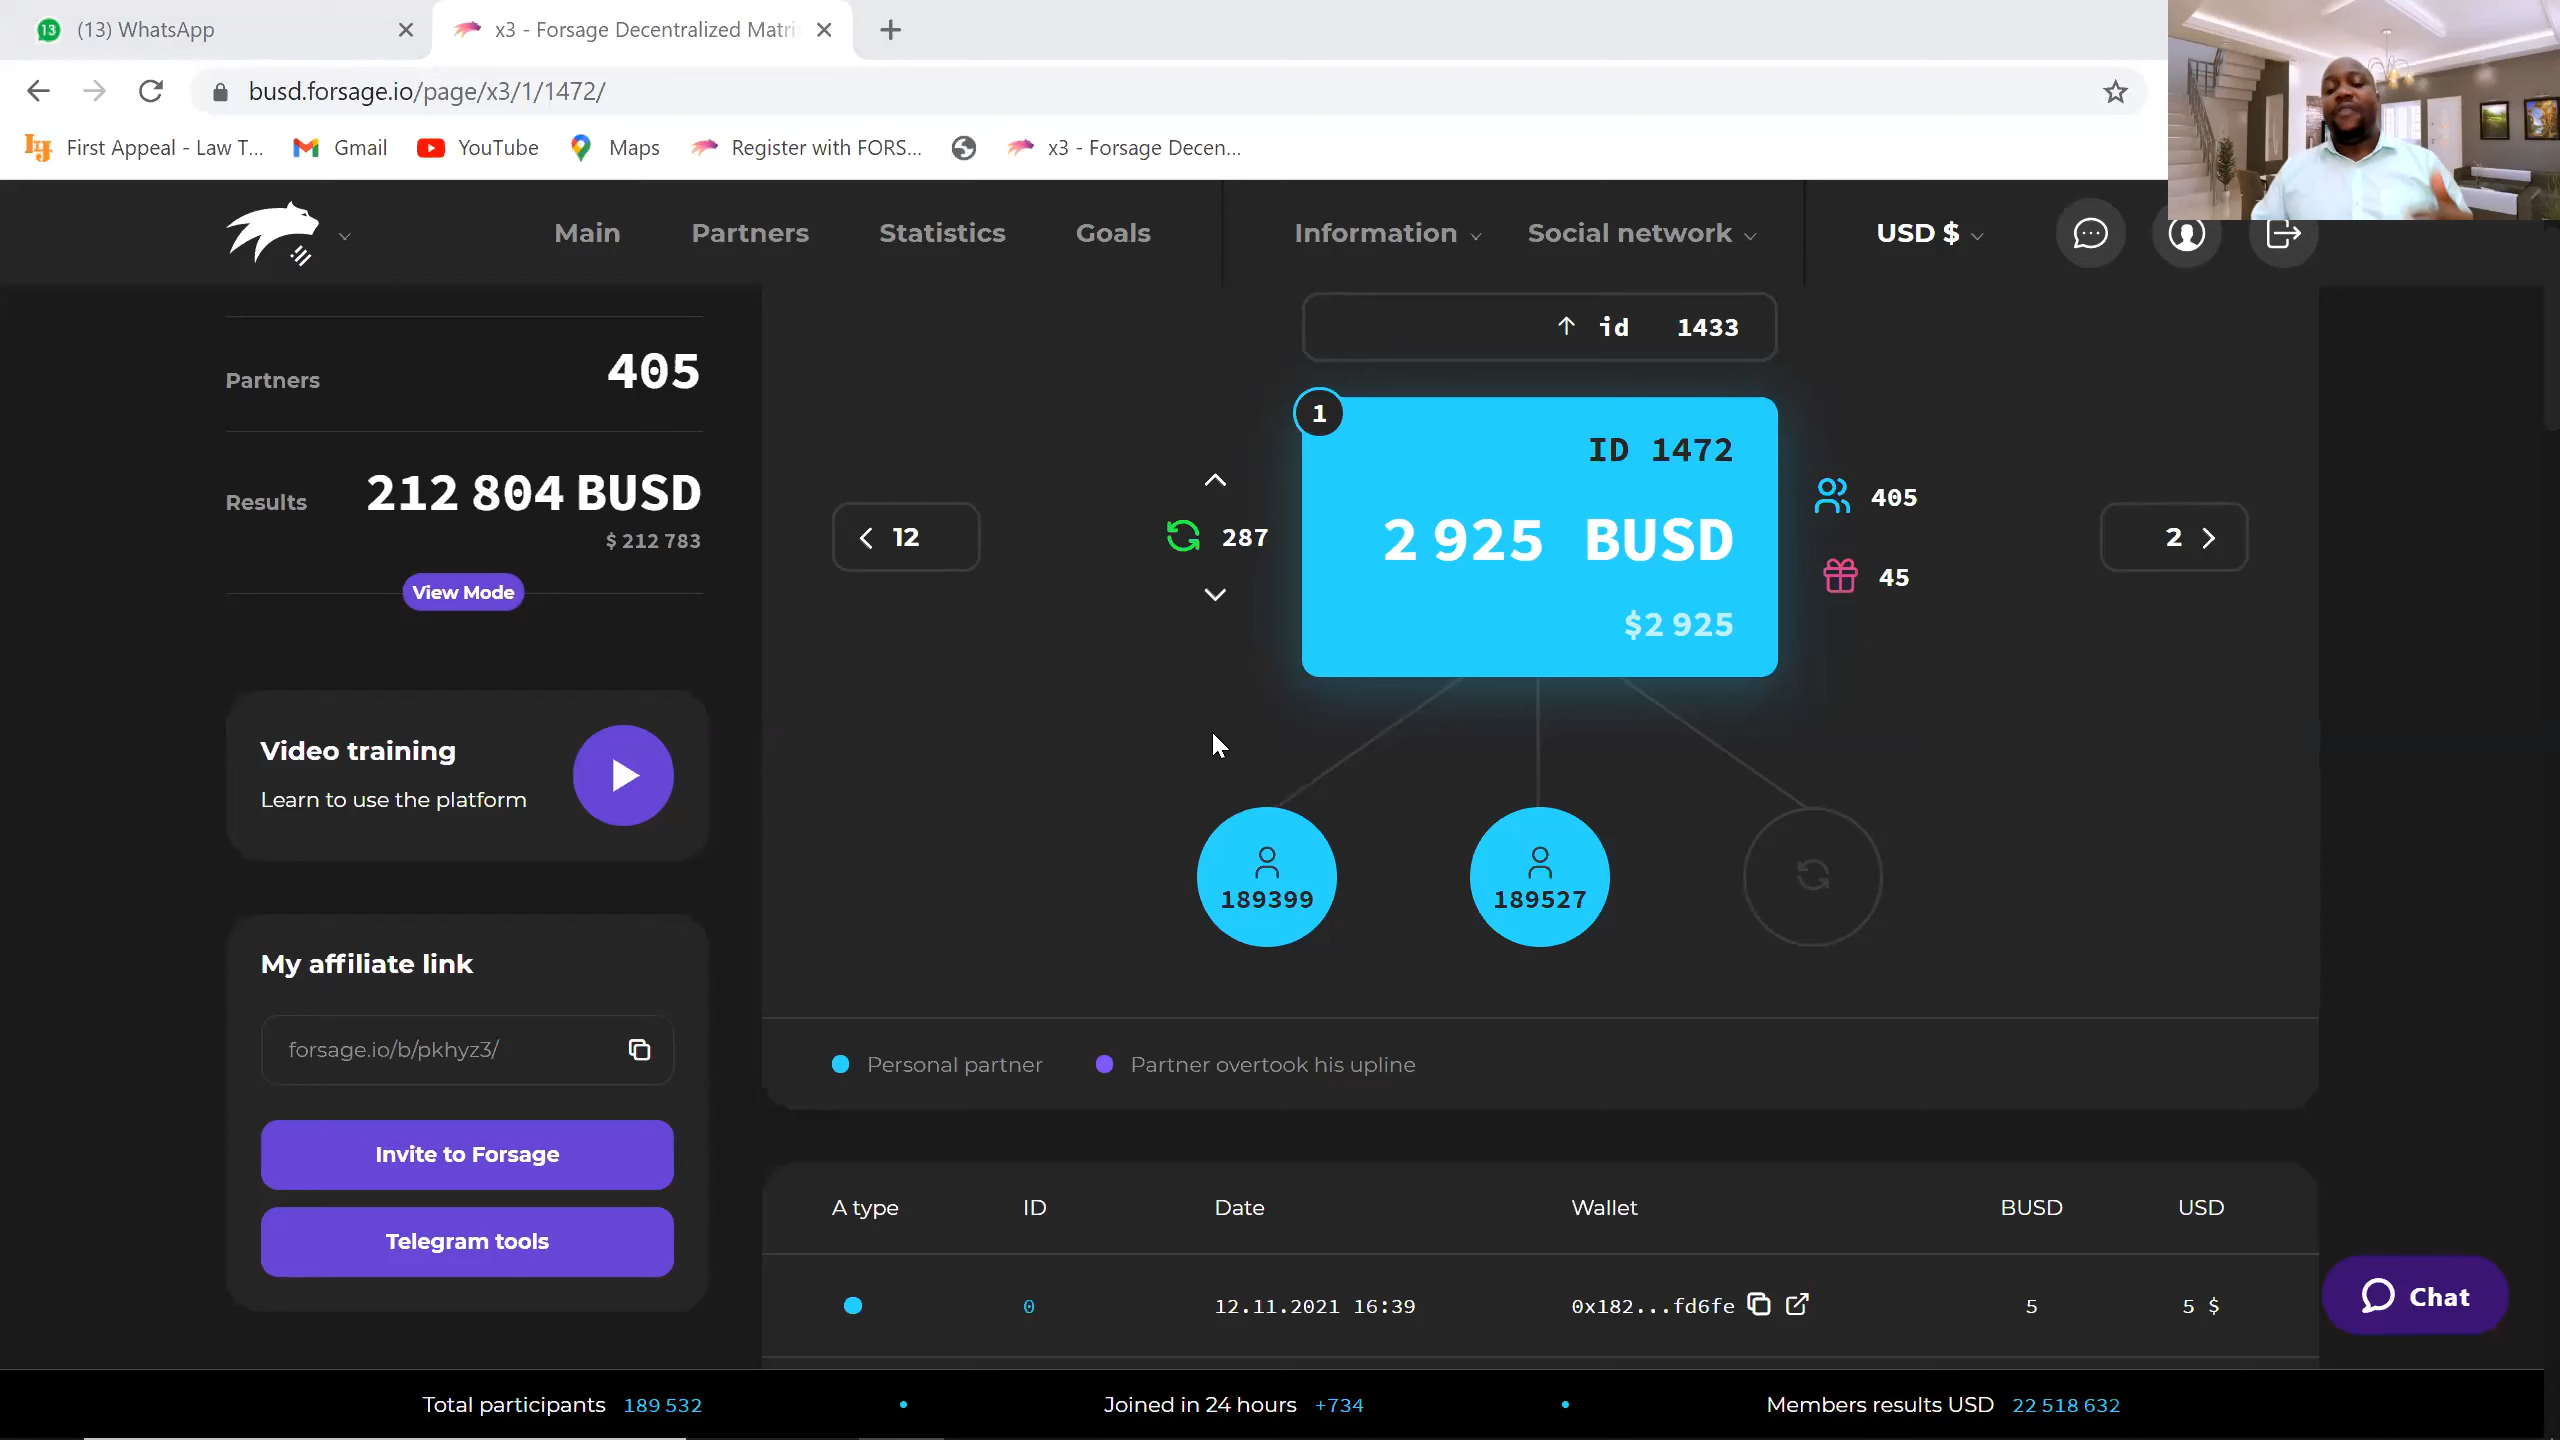 13
(13) WhatsApp
x3 - Forsage Decentralized Matri
busd.forsage.io/page/x3/1/1472/
First Appeal - Law T...
Gmail
YouTube
Maps
Register with FORS...
x3 - Forsage Decen...
Main
Partners
Statistics
Goals
Information
Social network
USD $
Partners
405
Results
212 804 BUSD
$ 212 783
View Mode
Video training
Learn to use the platform
My affiliate link
forsage.io/b/pkhyz3/
Invite to Forsage
Telegram tools
id 1433
1
ID 1472
2 925 BUSD
$2 925
12
287
405
45
2
189399
189527
Personal partner
Partner overtook his upline
A type
ID
Date
Wallet
BUSD
USD
0
12.11.2021 16:39
0x182...fd6fe
5
5 $
Chat
Total participants 189 532
Joined in 24 hours +734
Members results USD 22 518 632